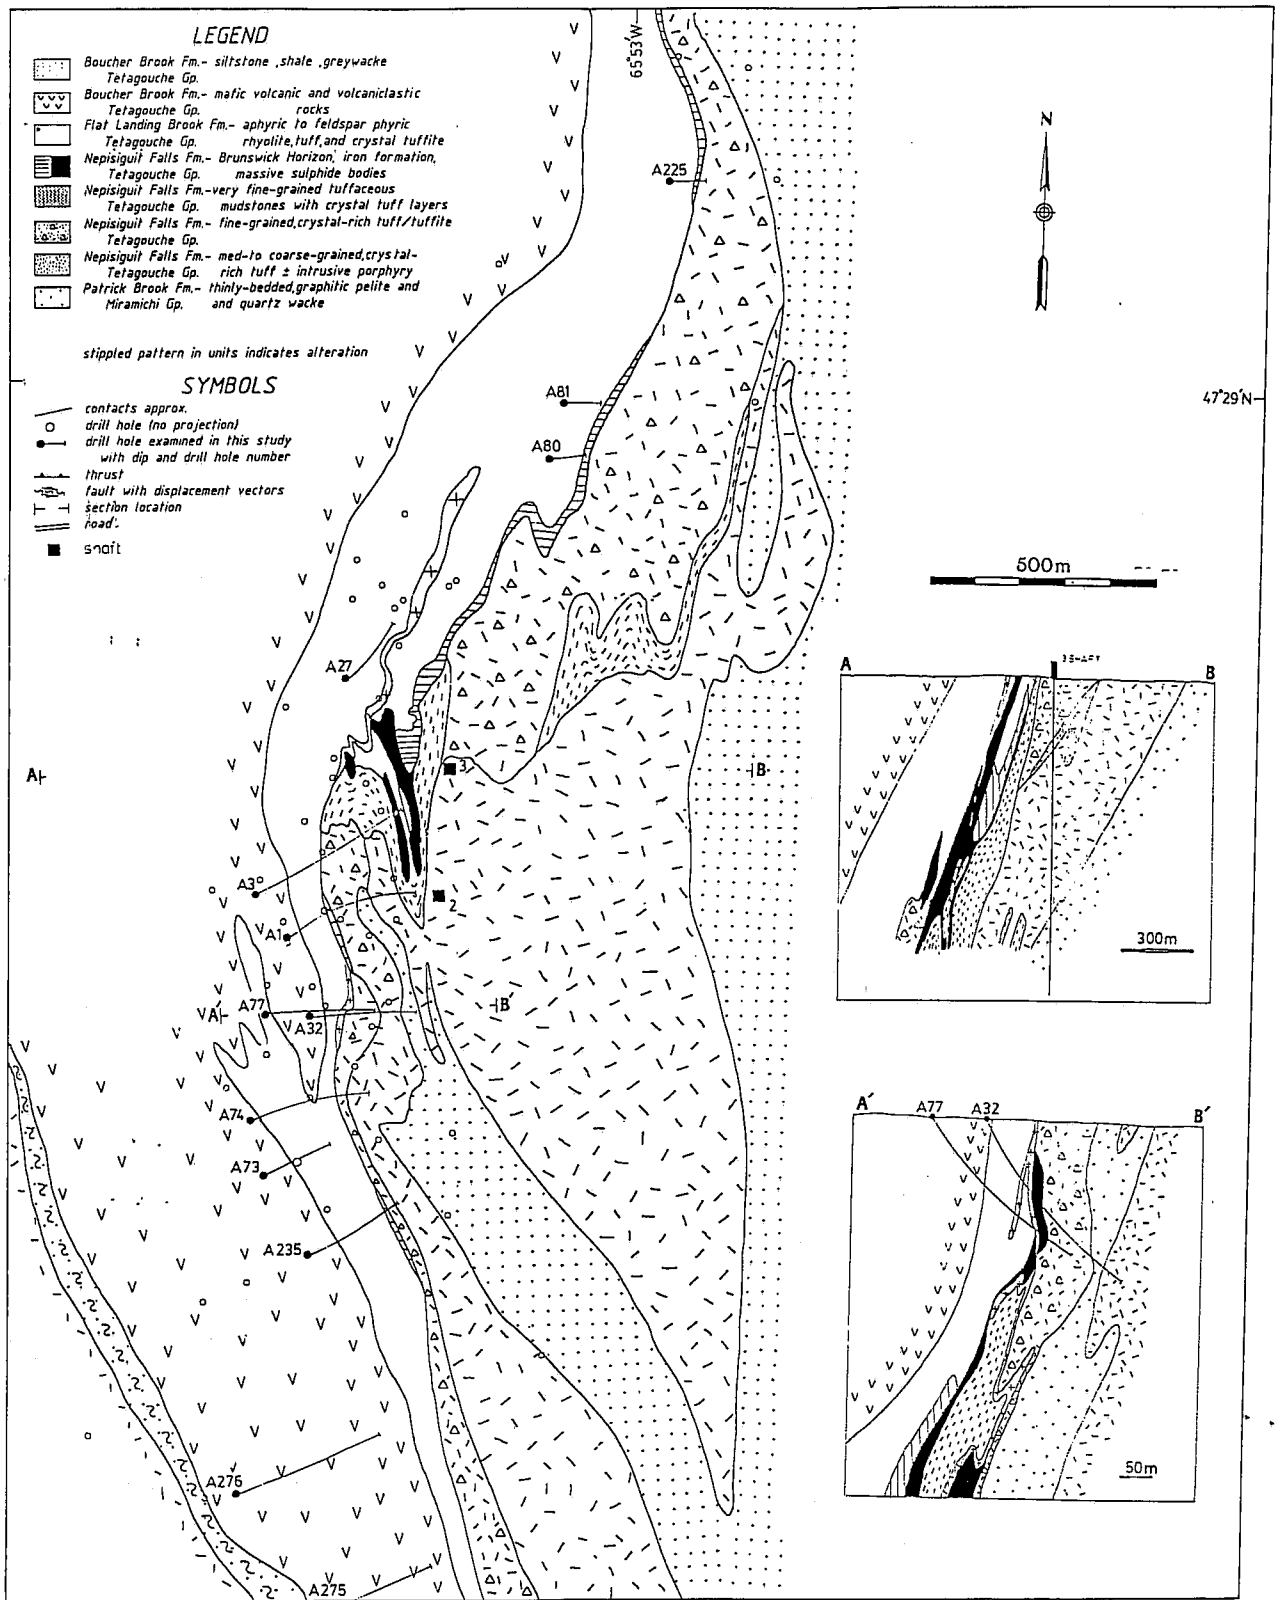 LEGEND
Boucher Brook Fm.- siltstone ,shale ,greywacke
Tetagouche Gp.
Boucher Brook Fm.- mafic volcanic and volcaniclastic
Tetagouche Gp. rocks
Flat Landing Brook Fm.- aphyric to feldspar phyric
Tetagouche Gp. rhyolite,tuff,and crystal tuffite
Nepisiguit Falls Fm.- Brunswick Horizon, iron formation,
Tetagouche Gp. massive sulphide bodies
Nepisiguit Falls Fm.-very fine-grained tuffaceous
Tetagouche Gp. mudstones with crystal tuff layers
Nepisiguit Falls Fm.- fine-grained,crystal-rich tuff/tuffite
Tetagouche Gp.
Nepisiguit Falls Fm.- med-to coarse-grained,crystal-
Tetagouche Gp. rich tuff ± intrusive porphyry
Patrick Brook Fm.- thinly-bedded,graphitic pelite and
Miramichi Gp. and quartz wacke
stippled pattern in units indicates alteration
SYMBOLS
contacts approx.
drill hole (no projection)
drill hole examined in this study
with dip and drill hole number
thrust
fault with displacement vectors
section location
road
shaft
65°53'W
N
47°29'N
A225
A81
A80
500m
A27
A
B
3
A3
2
A1
A77
A'
A32
B'
A74
A73
A235
A276
A275
A
3 SHAFT
B
300m
A'
A77
A32
B'
50m